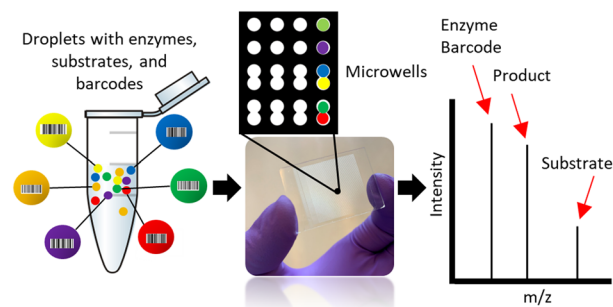 Droplets with enzymes,
substrates, and
barcodes
Microwells
Enzyme
Barcode
Product
Substrate
Intensity
m/z